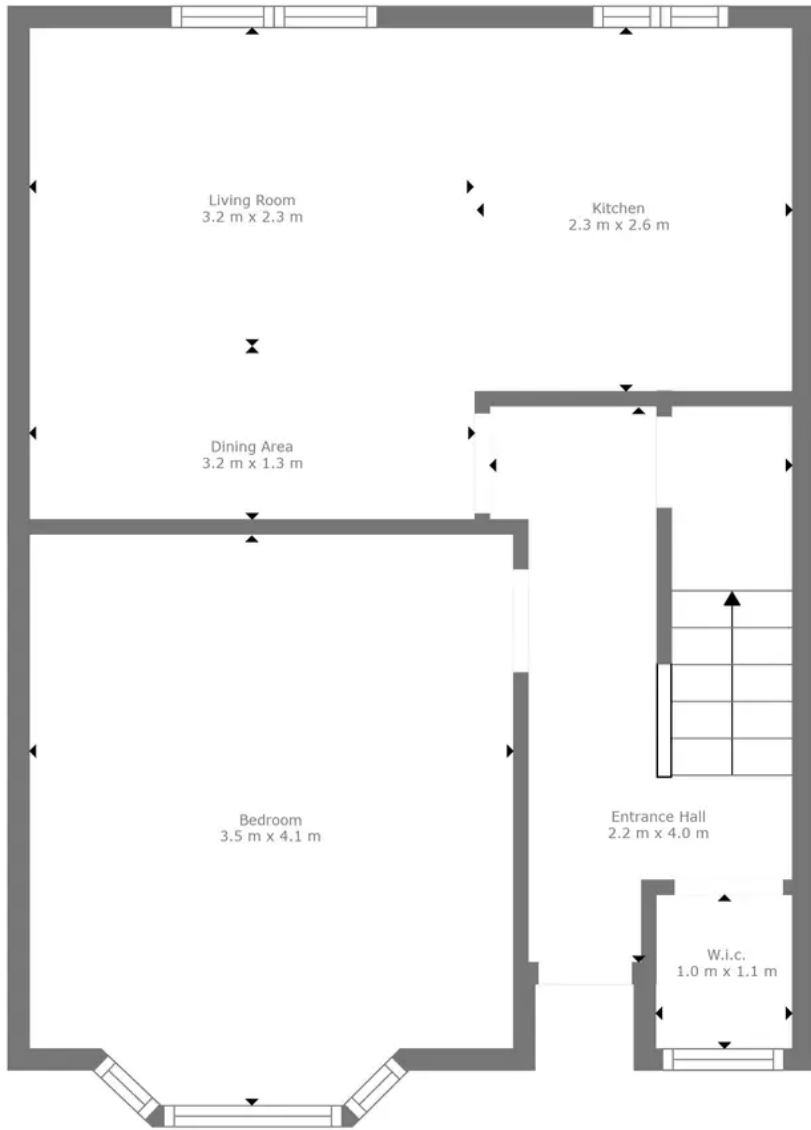 Living Room
3.2 m x 2.3 m
Kitchen
2.3 m x 2.6 m
Dining Area
3.2 m x 1.3 m
Bedroom
3.5 m x 4.1 m
Entrance Hall
2.2 m x 4.0 m
W.i.c.
1.0 m x 1.1 m